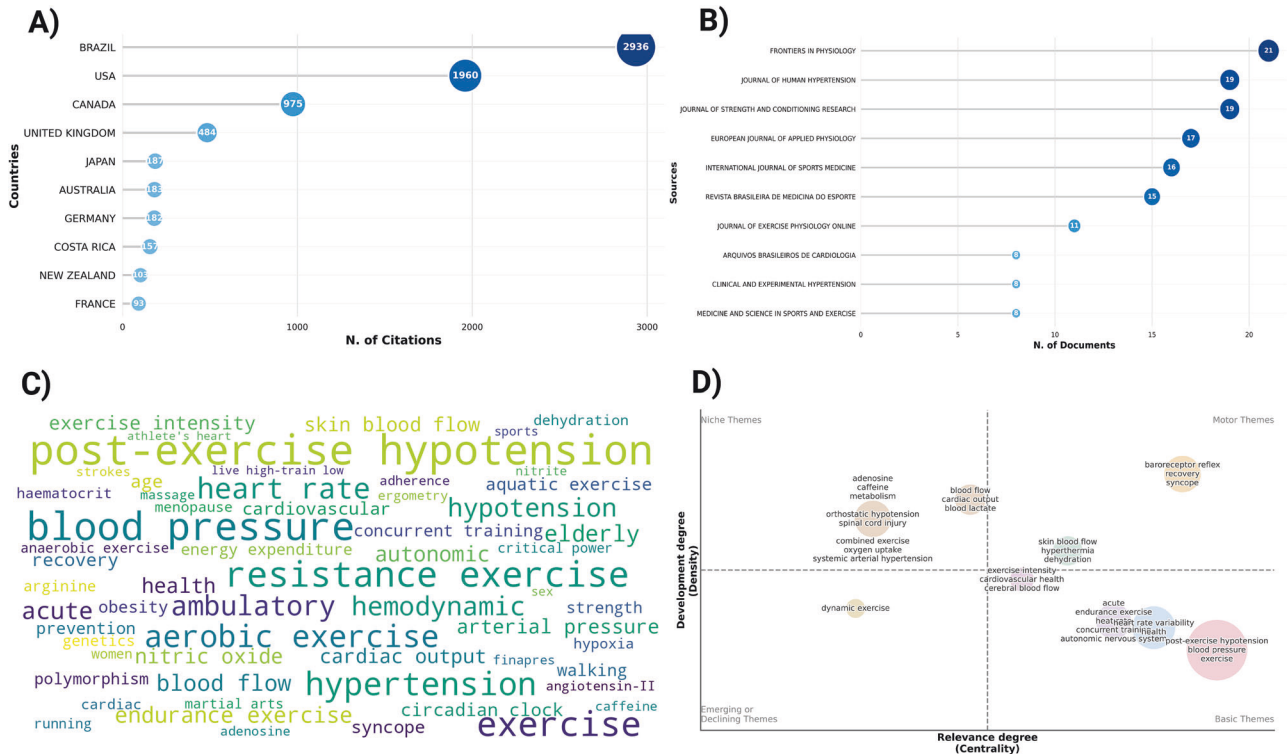 A)
BRAZIL
2936
USA
1960
CANADA
975
UNITED KINGDOM
484
JAPAN
187
AUSTRALIA
183
GERMANY
182
COSTA RICA
157
NEW ZEALAND
103
FRANCE
93
0
1000
2000
3000
Countries
N. of Citations
B)
FRONTIERS IN PHYSIOLOGY
21
JOURNAL OF HUMAN HYPERTENSION
19
JOURNAL OF STRENGTH AND CONDITIONING RESEARCH
19
EUROPEAN JOURNAL OF APPLIED PHYSIOLOGY
17
INTERNATIONAL JOURNAL OF SPORTS MEDICINE
16
REVISTA BRASILEIRA DE MEDICINA DO ESPORTE
15
JOURNAL OF EXERCISE PHYSIOLOGY ONLINE
11
ARQUIVOS BRASILEIROS DE CARDIOLOGIA
8
CLINICAL AND EXPERIMENTAL HYPERTENSION
8
MEDICINE AND SCIENCE IN SPORTS AND EXERCISE
8
0
5
10
15
20
Sources
N. of Documents
C)
exercise intensity
skin blood flow
dehydration
athlete's heart
sports
post-exercise hypotension
strokes
live high-train low
nitrite
age
heart rate
adherence
aquatic exercise
haematocrit
massage
ergometry
menopause
cardiovascular
hypotension
blood pressure
concurrent training
elderly
anaerobic exercise
energy expenditure
autonomic
critical power
recovery
resistance exercise
arginine
health
sex
acute
obesity
ambulatory
hemodynamic
strength
prevention
aerobic exercise
arterial pressure
genetics
hypoxia
women
nitric oxide
cardiac output
finapres
walking
polymorphism
blood flow
hypertension
angiotensin-II
cardiac
martial arts
circadian clock
caffeine
running
endurance exercise
adenosine
syncope
exercise
D)
Niche Themes
Motor Themes
baroreceptor reflex
recovery
syncope
adenosine
caffeine
metabolism
blood flow
cardiac output
blood lactate
orthostatic hypotension
spinal cord injury
combined exercise
oxygen uptake
systemic arterial hypertension
skin blood flow
hyperthermia
dehydration
exercise intensity
cardiovascular health
cerebral blood flow
dynamic exercise
acute
endurance exercise
heart rate
concurrent training
autonomic nervous system
heart rate variability
health
post-exercise hypotension
blood pressure
exercise
Emerging or
Declining Themes
Basic Themes
Development degree
(Density)
Relevance degree
(Centrality)